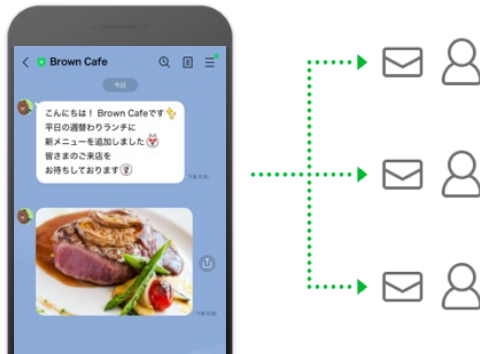 Brown Cafe
今日
こんにちは！ Brown Cafeです
平日の週替わりランチに
新メニューを追加しました
皆さまのご来店を
お待ちしております